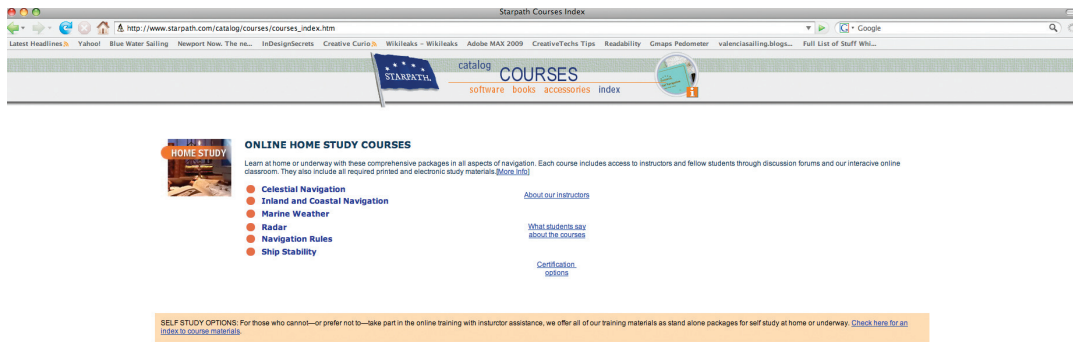 Starpath Courses Index
http://www.starpath.com/catalog/courses/courses_index.htm
Google
Latest Headlines Yahoo! Blue Water Sailing Newport Now. The ne... InDesignSecrets Creative Curio Wikileaks - Wikileaks Adobe MAX 2009 CreativeTechs Tips Readability Gmaps Pedometer valenciasailing.blogs... Full List of Stuff Whi...
STARPATH.
catalog
COURSES
software books accessories index
i
HOME STUDY
ONLINE HOME STUDY COURSES
Learn at home or underway with these comprehensive packages in all aspects of navigation. Each course includes access to instructors and fellow students through discussion forums and our interacive online
classroom. They also include all required printed and electronic study materials.[More Info]
Celestial Navigation
Inland and Coastal Navigation
Marine Weather
Radar
Navigation Rules
Ship Stability
About our instructors
What students say
about the courses
Certification
options
SELF STUDY OPTIONS: For those who cannot—or prefer not to—take part in the online training with insturctor assistance, we offer all of our training materials as stand alone packages for self study at home or underway. Check here for an
index to course materials.